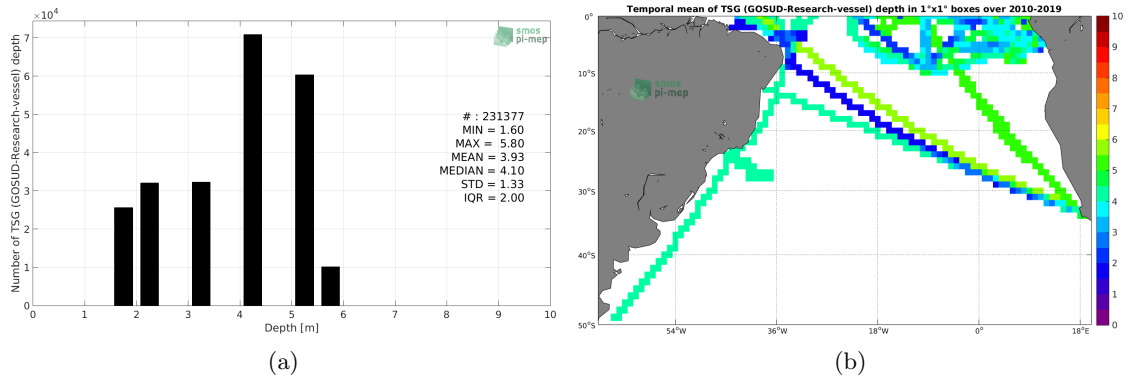 ×10⁴
Number of TSG (GOSUD-Research-vessel) depth
7
6
5
4
3
2
1
0
0 1 2 3 4 5 6 7 8 9 10
Depth [m]
smos
pi-mep
# : 231377
MIN = 1.60
MAX = 5.80
MEAN = 3.93
MEDIAN = 4.10
STD = 1.33
IQR = 2.00
(a)
Temporal mean of TSG (GOSUD-Research-vessel) depth in 1°x1° boxes over 2010-2019
0°
10°S
20°S
30°S
40°S
50°S
54°W 36°W 18°W 0° 18°E
smos
pi-mep
10
9
8
7
6
5
4
3
2
1
0
(b)